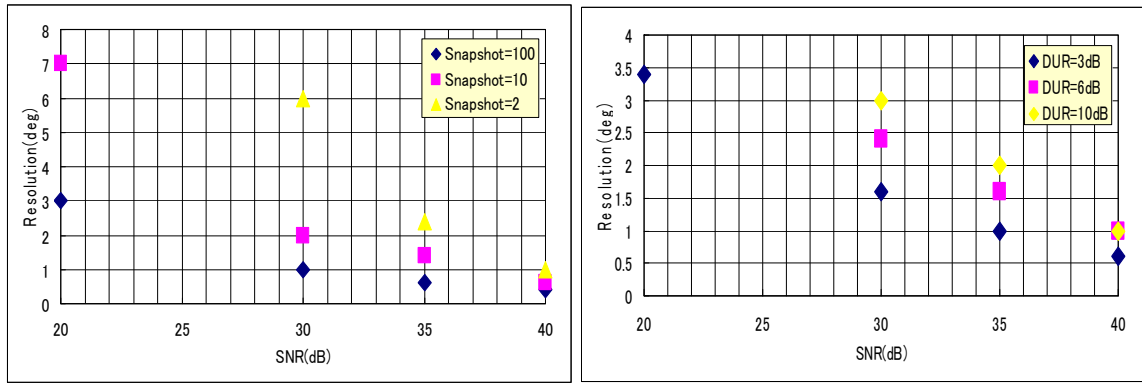 8
7
6
5
4
3
2
1
0
Resolution(deg)
20
25
30
35
40
SNR(dB)
Snapshot=100
Snapshot=10
Snapshot=2
4
3.5
3
2.5
2
1.5
1
0.5
0
Resolution(deg)
20
25
30
35
40
SNR(dB)
DUR=3dB
DUR=6dB
DUR=10dB